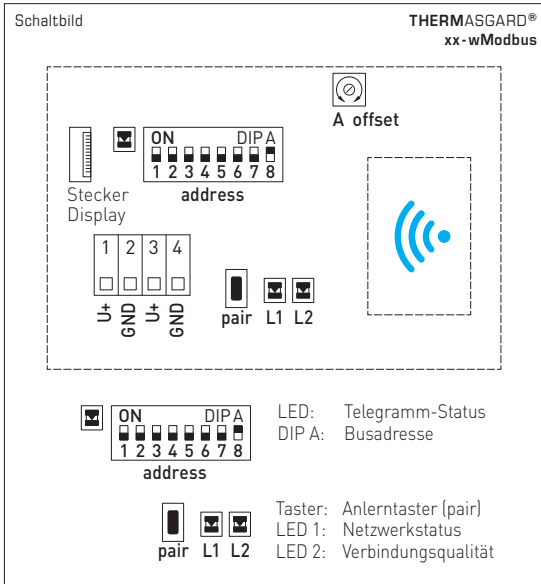 Schaltbild
THERMASGARD®
xx-wModbus
A offset
ON DIP A
1 2 3 4 5 6 7 8
address
Stecker
Display
1 2 3 4
U+ GND U+ GND
pair L1 L2
ON DIP A
1 2 3 4 5 6 7 8
address
LED: Telegramm-Status
DIP A: Busadresse
pair L1 L2
Taster: Anlerntaster (pair)
LED 1: Netzwerkstatus
LED 2: Verbindungsqualität